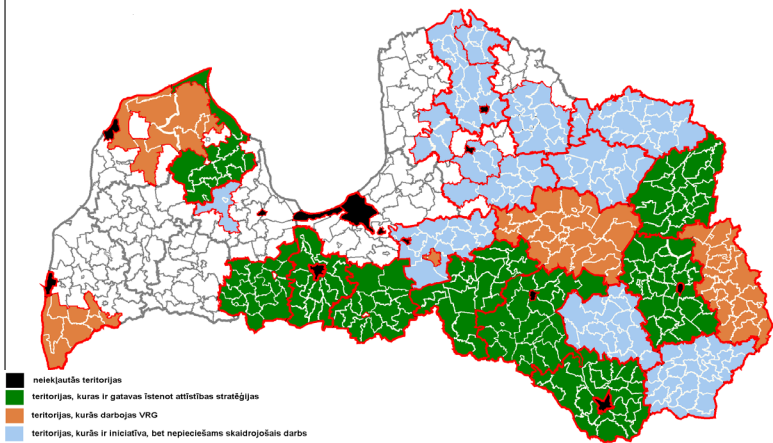 neiekļautās teritorijas
teritorijas, kuras ir gatavas īstenot attīstības stratēģijas
teritorijas, kurās darbojas VRG
teritorijas, kurās ir iniciatīva, bet nepieciešams skaidrojošais darbs